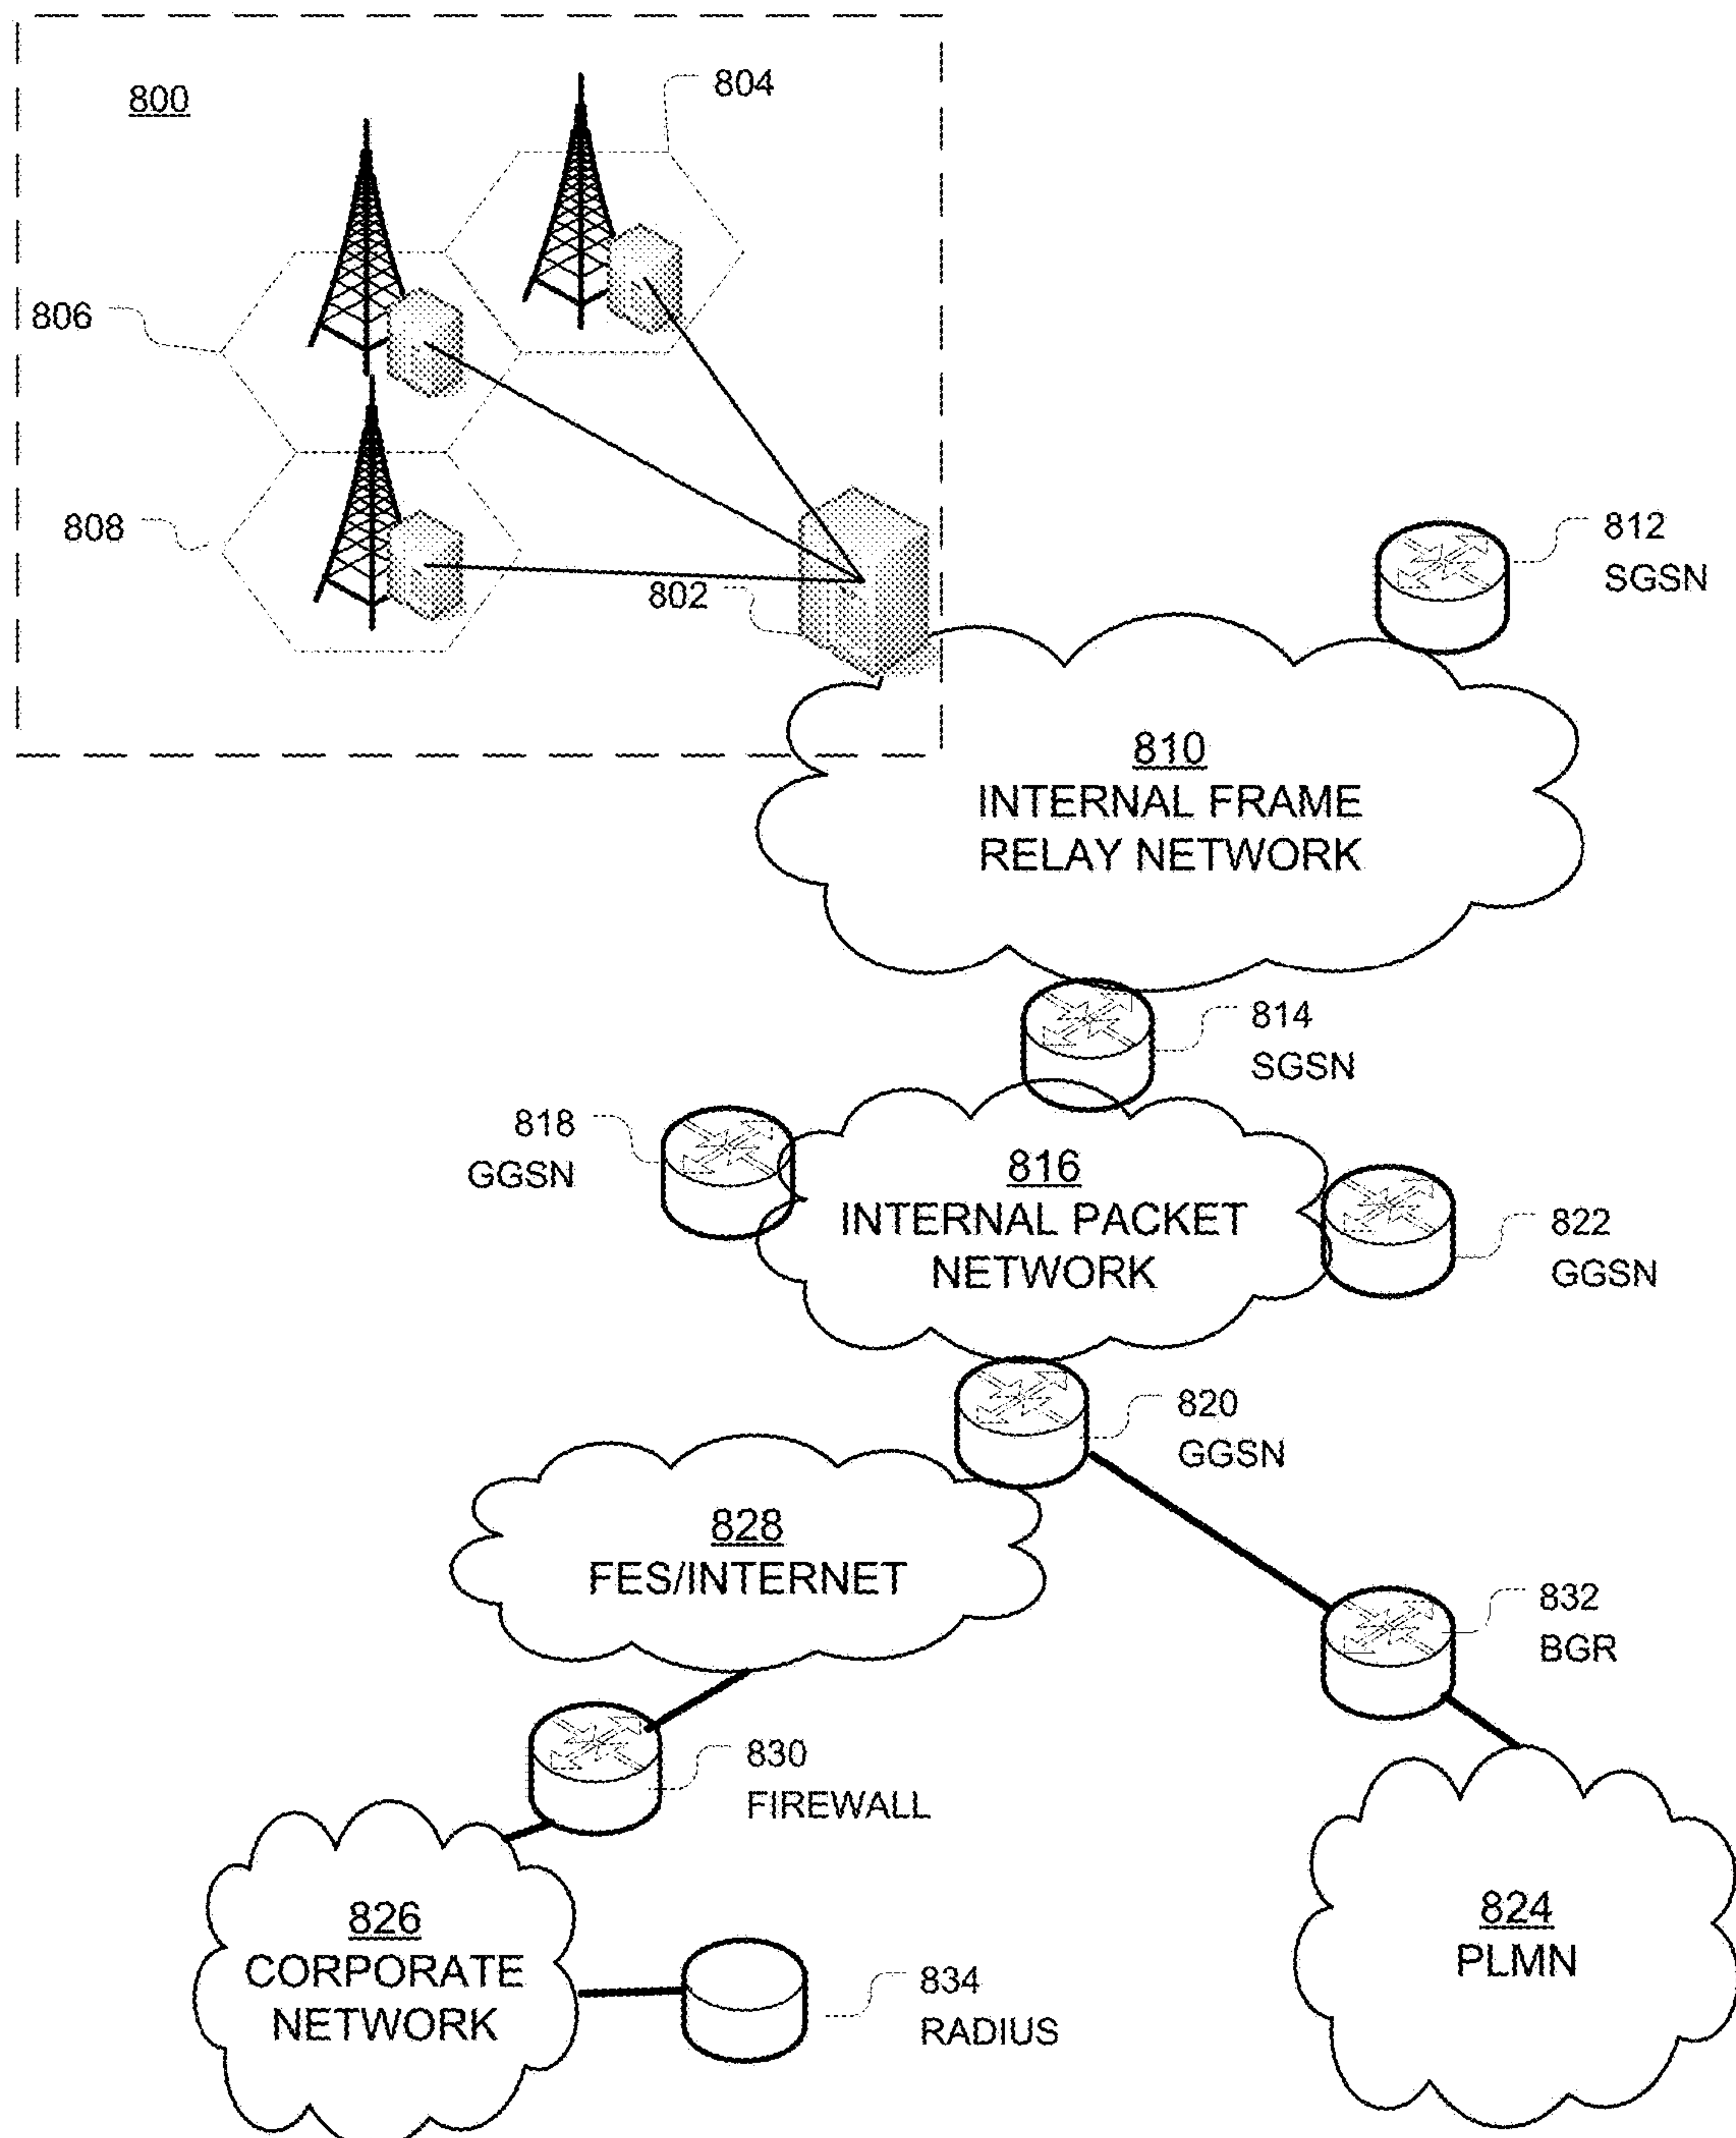 800
804
806
808
802
812
SGSN
810
INTERNAL FRAME
RELAY NETWORK
814
SGSN
818
GGSN
816
INTERNAL PACKET
NETWORK
822
GGSN
820
GGSN
828
FES/INTERNET
832
BGR
830
FIREWALL
826
CORPORATE
NETWORK
824
PLMN
834
RADIUS